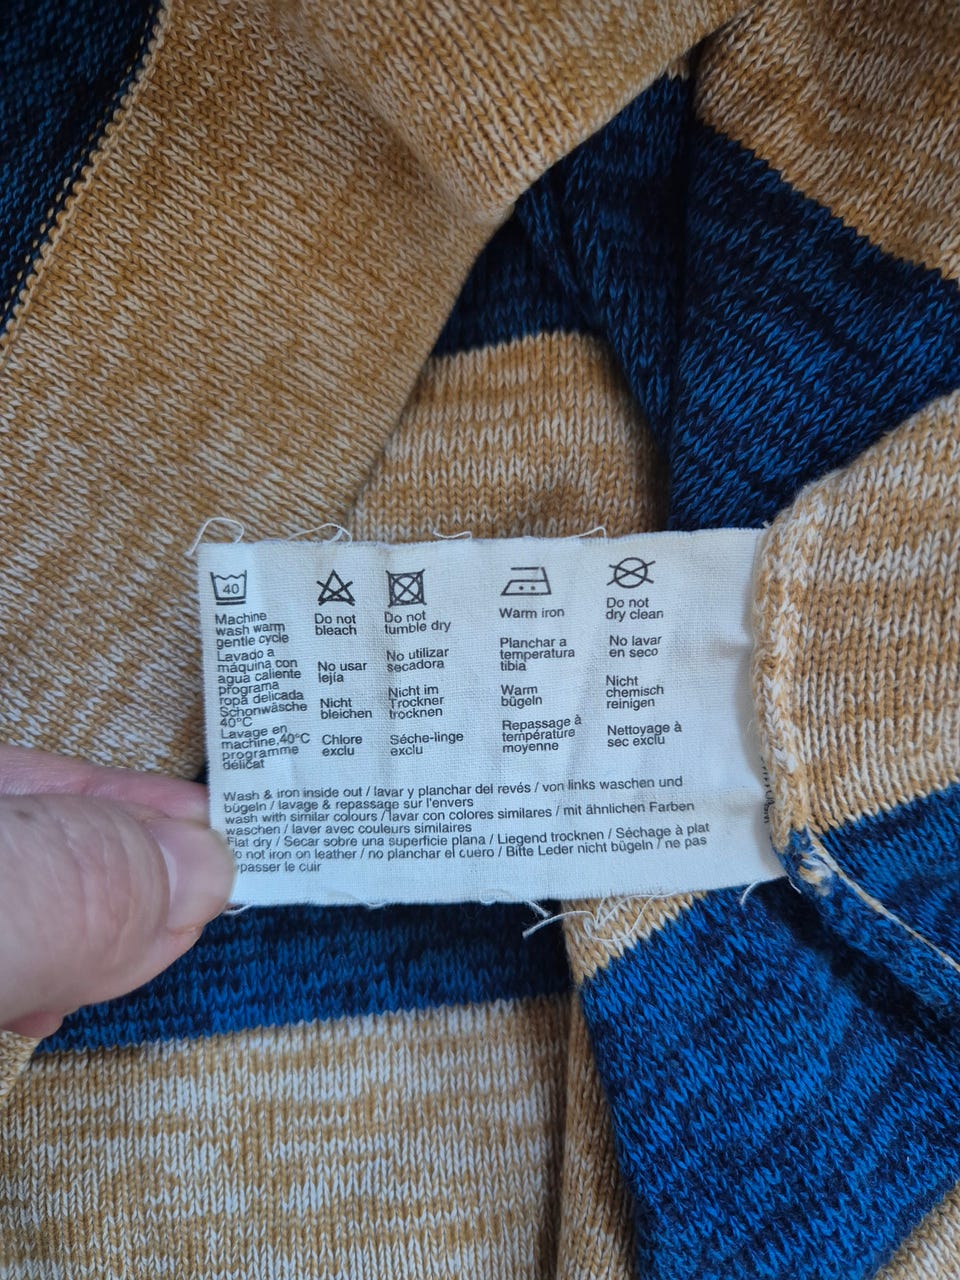 40
Machine
wash warm
gentle cycle
Lavado a
máquina con
agua caliente
programa
ropa delicada
Schonwäsche
40°C
Lavage en
machine,40°C
programme
délicat
Do not
bleach
No usar
lejía
Nicht
bleichen
Chlore
exclu
Do not
tumble dry
No utilizar
secadora
Nicht im
Trockner
trocknen
Séche-linge
exclu
Warm iron
Planchar a
temperatura
tibia
Warm
bügeln
Repassage à
température
moyenne
Do not
dry clean
No lavar
en seco
Nicht
chemisch
reinigen
Nettoyage à
sec exclu
Wash & iron inside out / lavar y planchar del revés / von links waschen und
bügeln / lavage & repassage sur l'envers
wash with similar colours / lavar con colores similares / mit ähnlichen Farben
waschen / laver avec couleurs similaires
Flat dry / Secar sobre una superficie plana / Liegend trocknen / Séchage à plat
not iron on leather / no planchar el cuero / Bitte Leder nicht bügeln / ne pas
le cuir